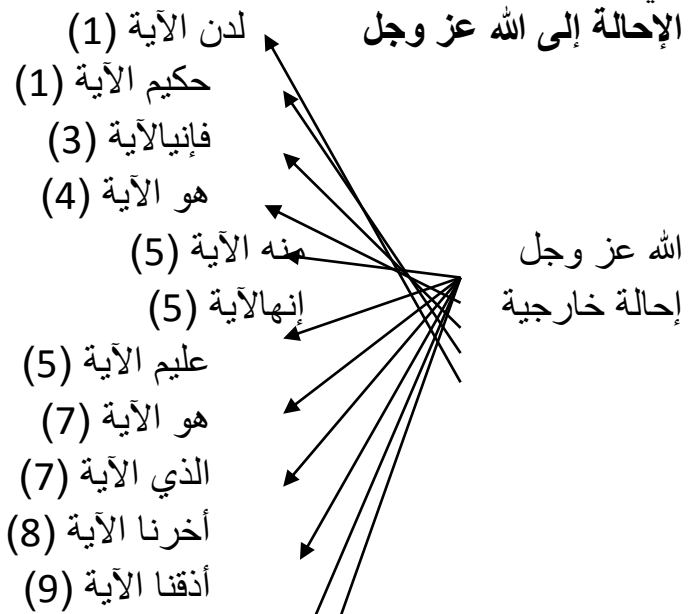 الإحالة إلى الله عز وجل
لدن الآية (1)
حكيم الآية (1)
فإنيالآية (3)
هو الآية (4)
منه الآية (5)
إنهالآية (5)
عليم الآية (5)
هو الآية (7)
الذي الآية (7)
أخرنا الآية (8)
أذقنا الآية (9)
الله عز وجل
إحالة خارجية